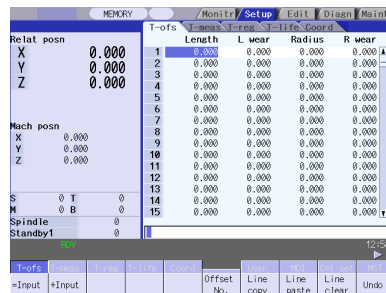 MEMORY
Monitr Setup Edit Diagn Maint
T-ofs T-meas T-reg T-life Coord
Relat posn
Length L wear Radius R wear
X 0.000
Y 0.000
Z 0.000
1 0.000 0.000 0.000 0.000
2 0.000 0.000 0.000 0.000
3 0.000 0.000 0.000 0.000
4 0.000 0.000 0.000 0.000
5 0.000 0.000 0.000 0.000
6 0.000 0.000 0.000 0.000
7 0.000 0.000 0.000 0.000
8 0.000 0.000 0.000 0.000
9 0.000 0.000 0.000 0.000
10 0.000 0.000 0.000 0.000
11 0.000 0.000 0.000 0.000
12 0.000 0.000 0.000 0.000
13 0.000 0.000 0.000 0.000
14 0.000 0.000 0.000 0.000
15 0.000 0.000 0.000 0.000
Mach posn
X 0.000
Y 0.000
Z 0.000
S 0 T 0
M 0 B 0
Spindle 0
Standby1 0
RDY
T-ofs T-meas T-reg T-life Coord User MDI Cnt set MST
=Input +Input Offset No. Line copy Line paste Line clear Undo